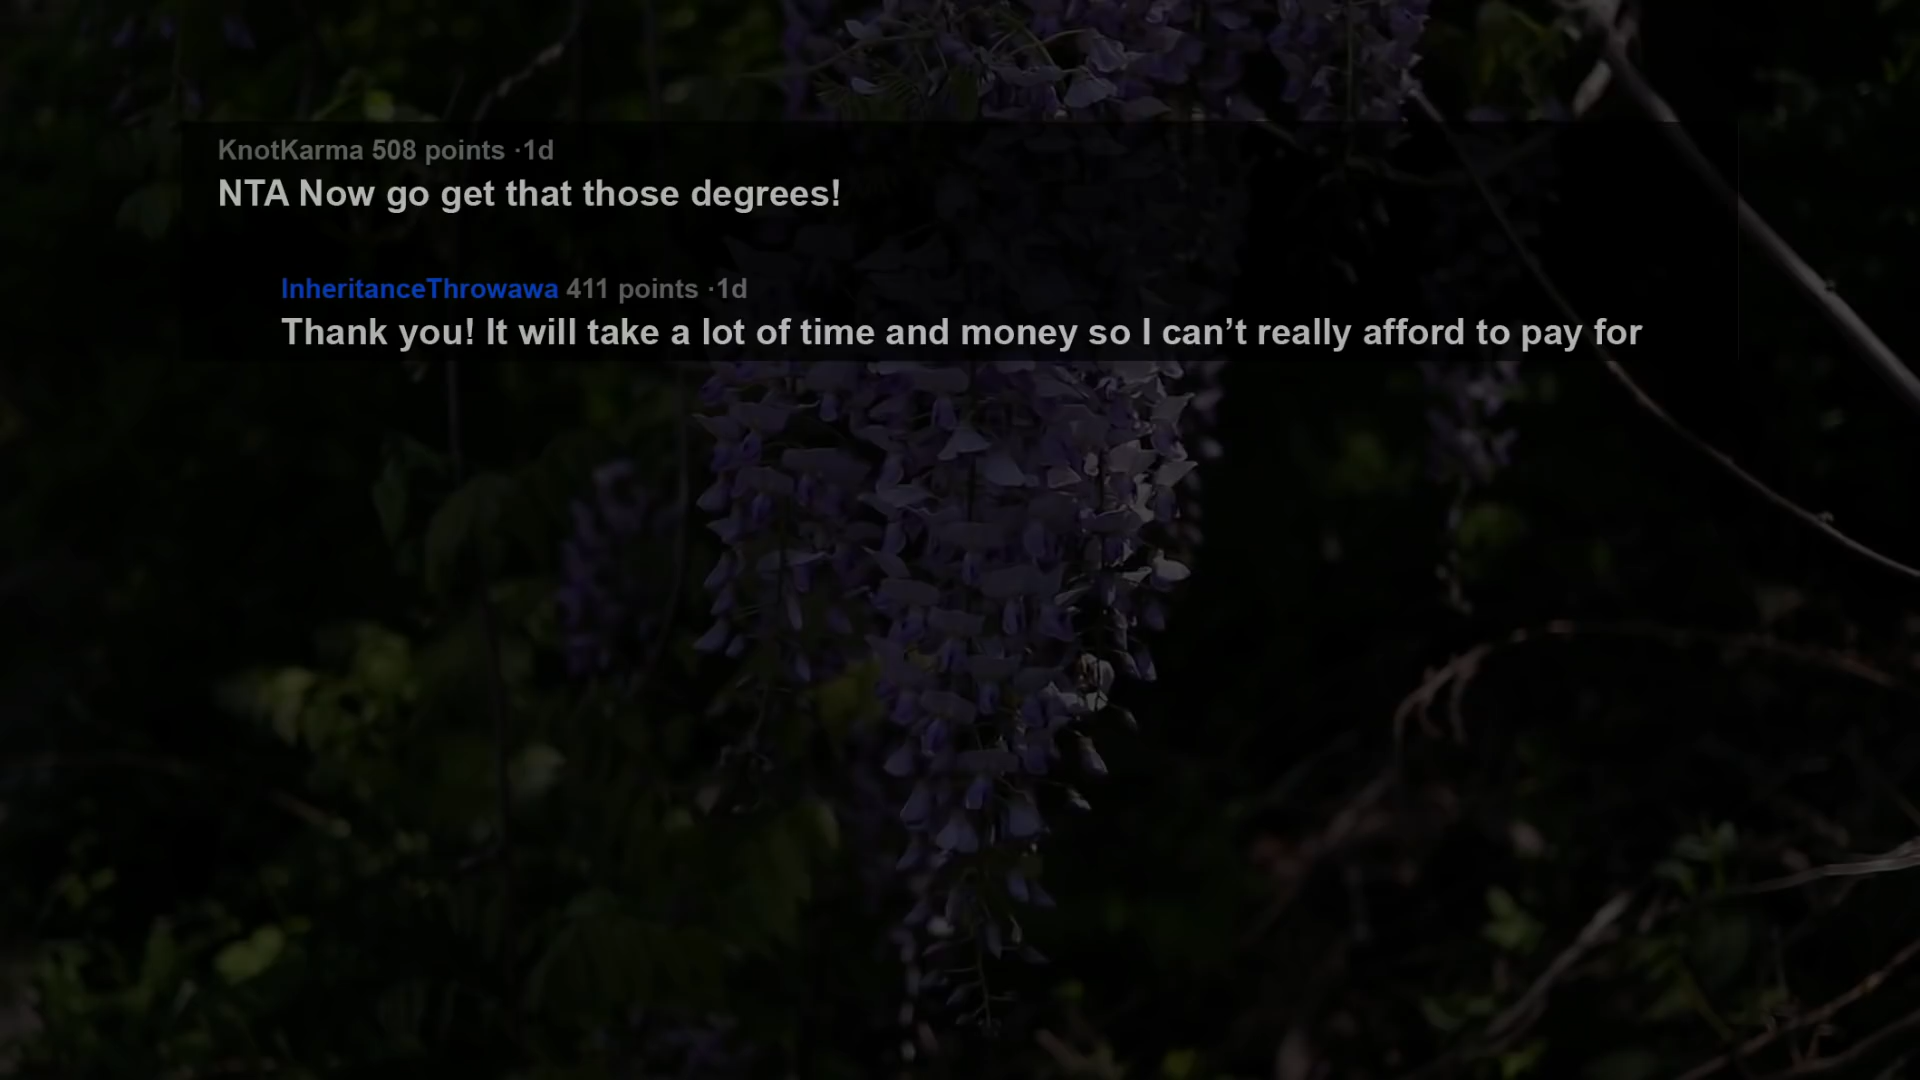 KnotKarma 508 points ·1d
NTA Now go get that those degrees!
InheritanceThrowawa 411 points ·1d
Thank you! It will take a lot of time and money so I can’t really afford to pay for